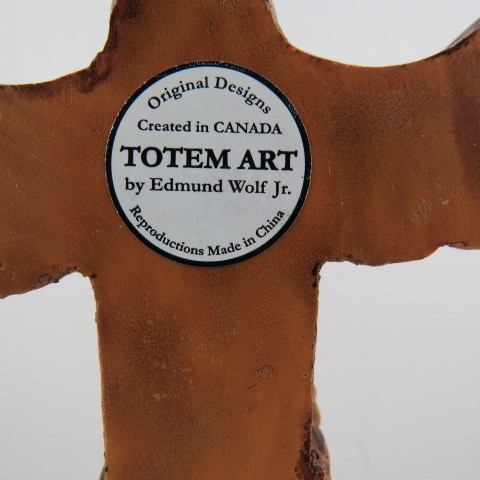 Original Designs
Created in CANADA
TOTEM ART
by Edmund Wolf Jr.
Reproductions Made in China